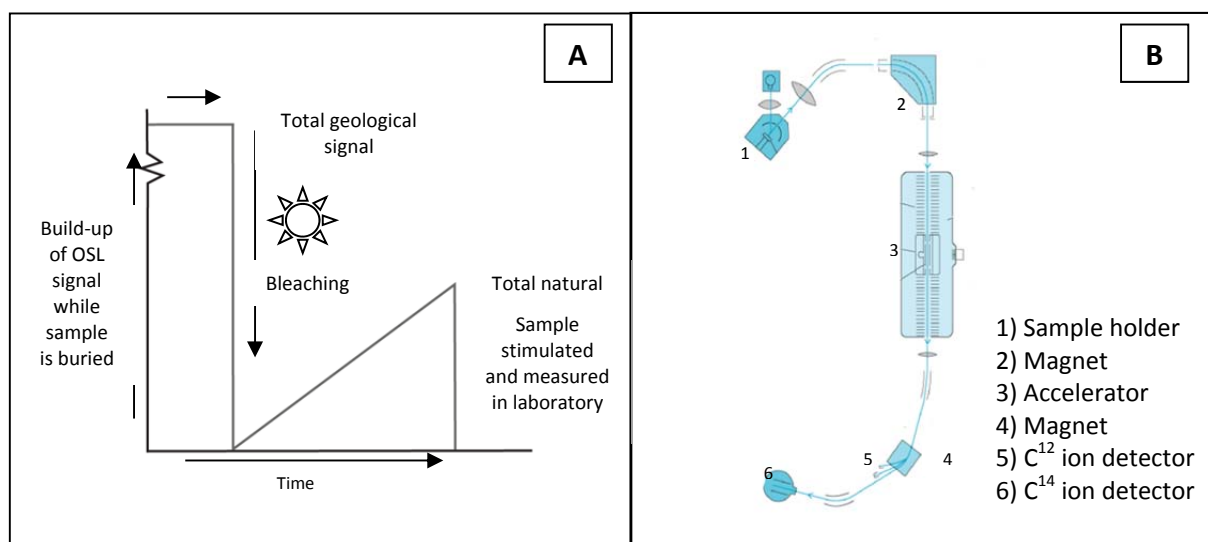 A
Total geological
signal
Build-up
of OSL
signal
while
sample
is buried
Bleaching
Total natural
Sample
stimulated
and measured
in laboratory
Time
B
1
2
3
4
5
6
1) Sample holder
2) Magnet
3) Accelerator
4) Magnet
5) C¹² ion detector
6) C¹⁴ ion detector